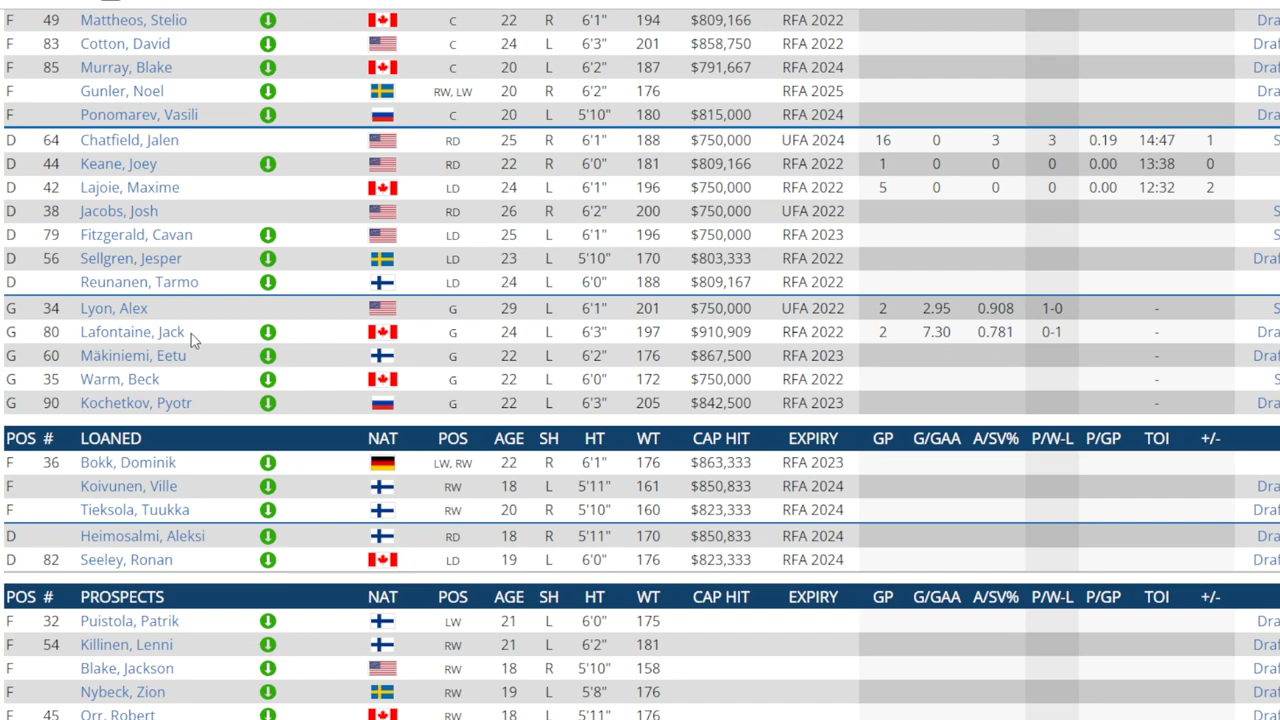 F 49 Mattheos, Stelio C 22 R 6'1" 194 $809,166 RFA 2022 Dra
F 83 David C 24 6'3" $858,750 RFA 2022 Draf
F 85 Murray, Blake C 20 L 6'2" 187 $791,667 RFA 2024 Dra
F Gunler, Noel RW, LW 20 R 6'2" 176 RFA 2025 Draf
F Ponomarev, Vasili C 20 L 5'10" 180 $815,000 RFA 2024 Dra
D 64 Chatfield, Jalen RD 25 R 6'1" 188 $750,000 UFA 2024 16 0 3 3 0.19 14:47 1 S
D 44 Keane, Joey RD 22 R 6'0" $750,000 RFA 2022 1 0 0 0 0.00 13:38 0
D 42 Lajoie, Maxime LD 24 L 6'1" 196 $750,000 RFA 2022 5 0 0 0 0.00 12:32 2
D 38 Jacobs, Josh RD 26 R 6'2" 200 $750,000 UFA 2022 S
D 79 Fitzgerald, Cavan LD 25 L 6'1" $750,000 RFA 2023 S
D 56 Sellgren, Jesper LD 23 L 5'10" 170 $803,333 RFA 2022 Draf
D Reunanen, Tarmo LD 24 L 6'0" 188 $809,167 RFA 2022
G 34 Lyon, Alex G 29 L 6'1" 201 $750,000 UFA 2022 2 2.95 0.908 1-0 -
G 80 Lafontaine, Jack G 24 L 6'3" 197 $910,909 RFA 2022 2 7.30 0.781 0-1 - Dra
G 60 Mäkiniemi, Eetu G 22 L 6'2" $867,500 RFA 2023 - Draf
G 35 Warm, Beck G 22 L 6'0" 172 $750,000 RFA 2022 - S
G 90 Kochetkov, Pyotr G 22 L 6'3" 205 $842,500 RFA 2023 - Dra
POS # LOANED NAT POS AGE SH HT WT CAP HIT EXPIRY GP G/GAA A/SV% P/W-L P/GP TOI +/-
F 36 Bokk, Dominik LW, RW 22 R 6'1" 176 $863,333 RFA 2023
F Koivunen, Ville RW 18 L 5'11" 161 $850,833 RFA 2024 Dra
F Tieksola, Tuukka RW 20 R 5'10" 160 $823,333 RFA 2024 Dra
D Heimosalmi, Aleksi RD 18 R 5'11" 170 $850,833 RFA 2024 Dra
D 82 Seeley, Ronan LD 19 L 6'0" 176 $823,333 RFA 2024 Draf
POS # PROSPECTS NAT POS AGE SH HT WT CAP HIT EXPIRY GP G/GAA A/SV% P/W-L P/GP TOI +/-
F 32 Puistola, Patrik LW 21 L 6'0" Dra
F 54 Killinen, Lenni RW 21 L 6'2" 181 Dra
F Blake, Jackson RW 18 R 5'10" Dra
F Nybeck, Zion RW 19 L 5'8" 176 Dra
F 45 Orr, Robert RW 18 L 5'11" 176 Dra